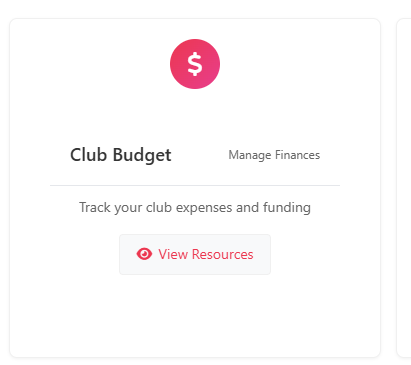 $
Club Budget Manage Finances
Track your club expenses and funding
View Resources